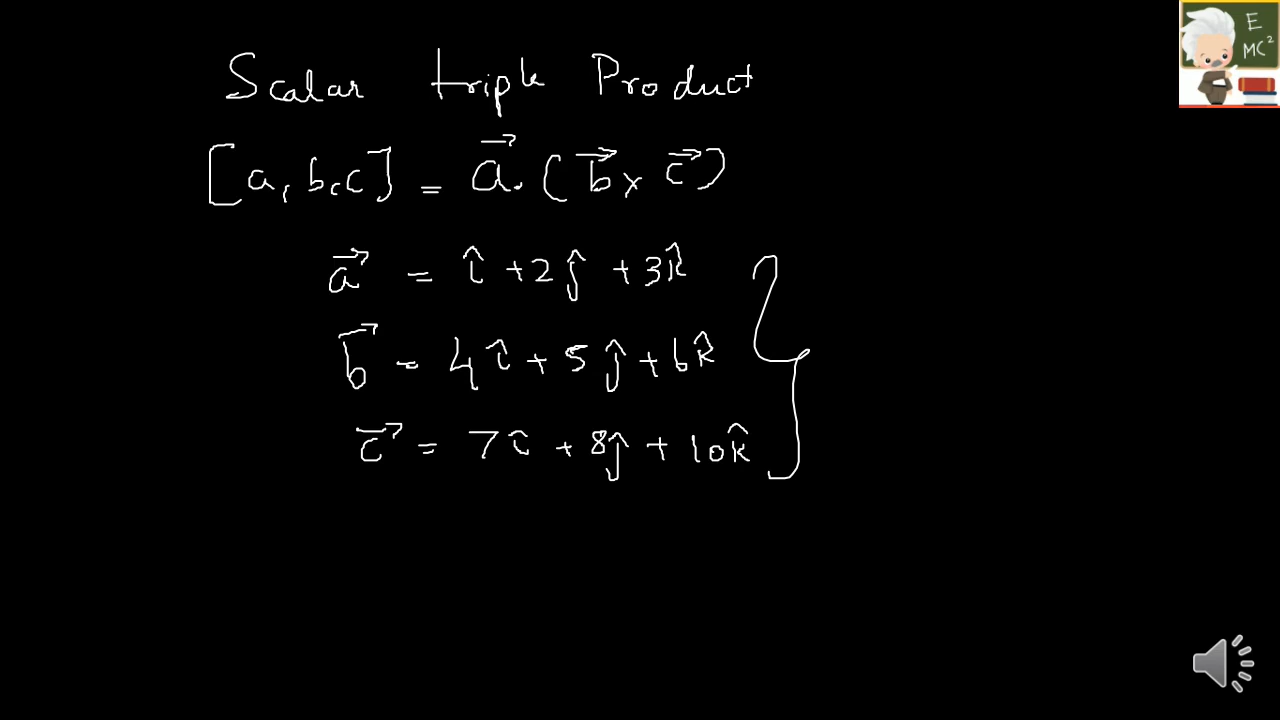 Scalar triple Product
[a, b, c] = a⃗. (b⃗ x c⃗)
a⃗ = î + 2ĵ + 3k̂
b⃗ = 4î + 5ĵ + 6k̂
c⃗ = 7î + 8ĵ + 10k̂
E
MC²